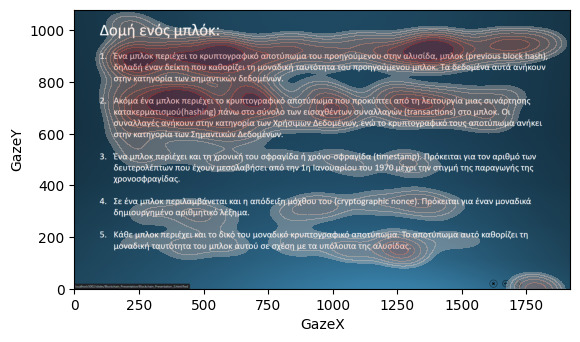 Δομή ενός μπλόκ:
1. Ένα μπλοκ περιέχει το κρυπτογραφικό αποτύπωμα του προηγούμενου στην αλυσίδα, μπλοκ (previous block hash),
δηλαδή έναν δείκτη που καθορίζει τη μοναδική ταυτότητα του προηγούμενου μπλοκ. Τα δεδομένα αυτά ανήκουν
στην κατηγορία των σημαντικών δεδομένων.
2. Ακόμα ένα μπλοκ περιέχει το κρυπτογραφικό αποτύπωμα που προκύπτει από τη λειτουργία μιας συνάρτησης
κατακερματισμού(hashing) πάνω στο σύνολο των εισαχθέντων συναλλαγών (transactions) στο μπλοκ. Οι
συναλλαγές ανήκουν στην κατηγορία των Χρήσιμων Δεδομένων, ενώ το κρυπτογραφικό τους αποτύπωμα ανήκει
στην κατηγορία των Σημαντικών Δεδομένων.
3. Ένα μπλοκ περιέχει και τη χρονική του σφραγίδα ή χρόνο-σφραγίδα (timestamp). Πρόκειται για τον αριθμό των
δευτερολέπτων που έχουν μεσολαβήσει από την 1η Ιανουαρίου του 1970 μέχρι την στιγμή της παραγωγής της
χρονοσφραγίδας.
4. Σε ένα μπλοκ περιλαμβάνεται και η απόδειξη μόχθου του (cryptographic nonce). Πρόκειται για έναν μοναδικά
δημιουργημένο αριθμητικό λέξημα.
5. Κάθε μπλοκ περιέχει και το δικό του μοναδικό κρυπτογραφικό αποτύπωμα. Το αποτύπωμα αυτό καθορίζει τη
μοναδική ταυτότητα του μπλοκ αυτού σε σχέση με τα υπόλοιπα της αλυσίδας.
GazeY
1000
800
600
400
200
0
0 250 500 750 1000 1250 1500 1750
GazeX